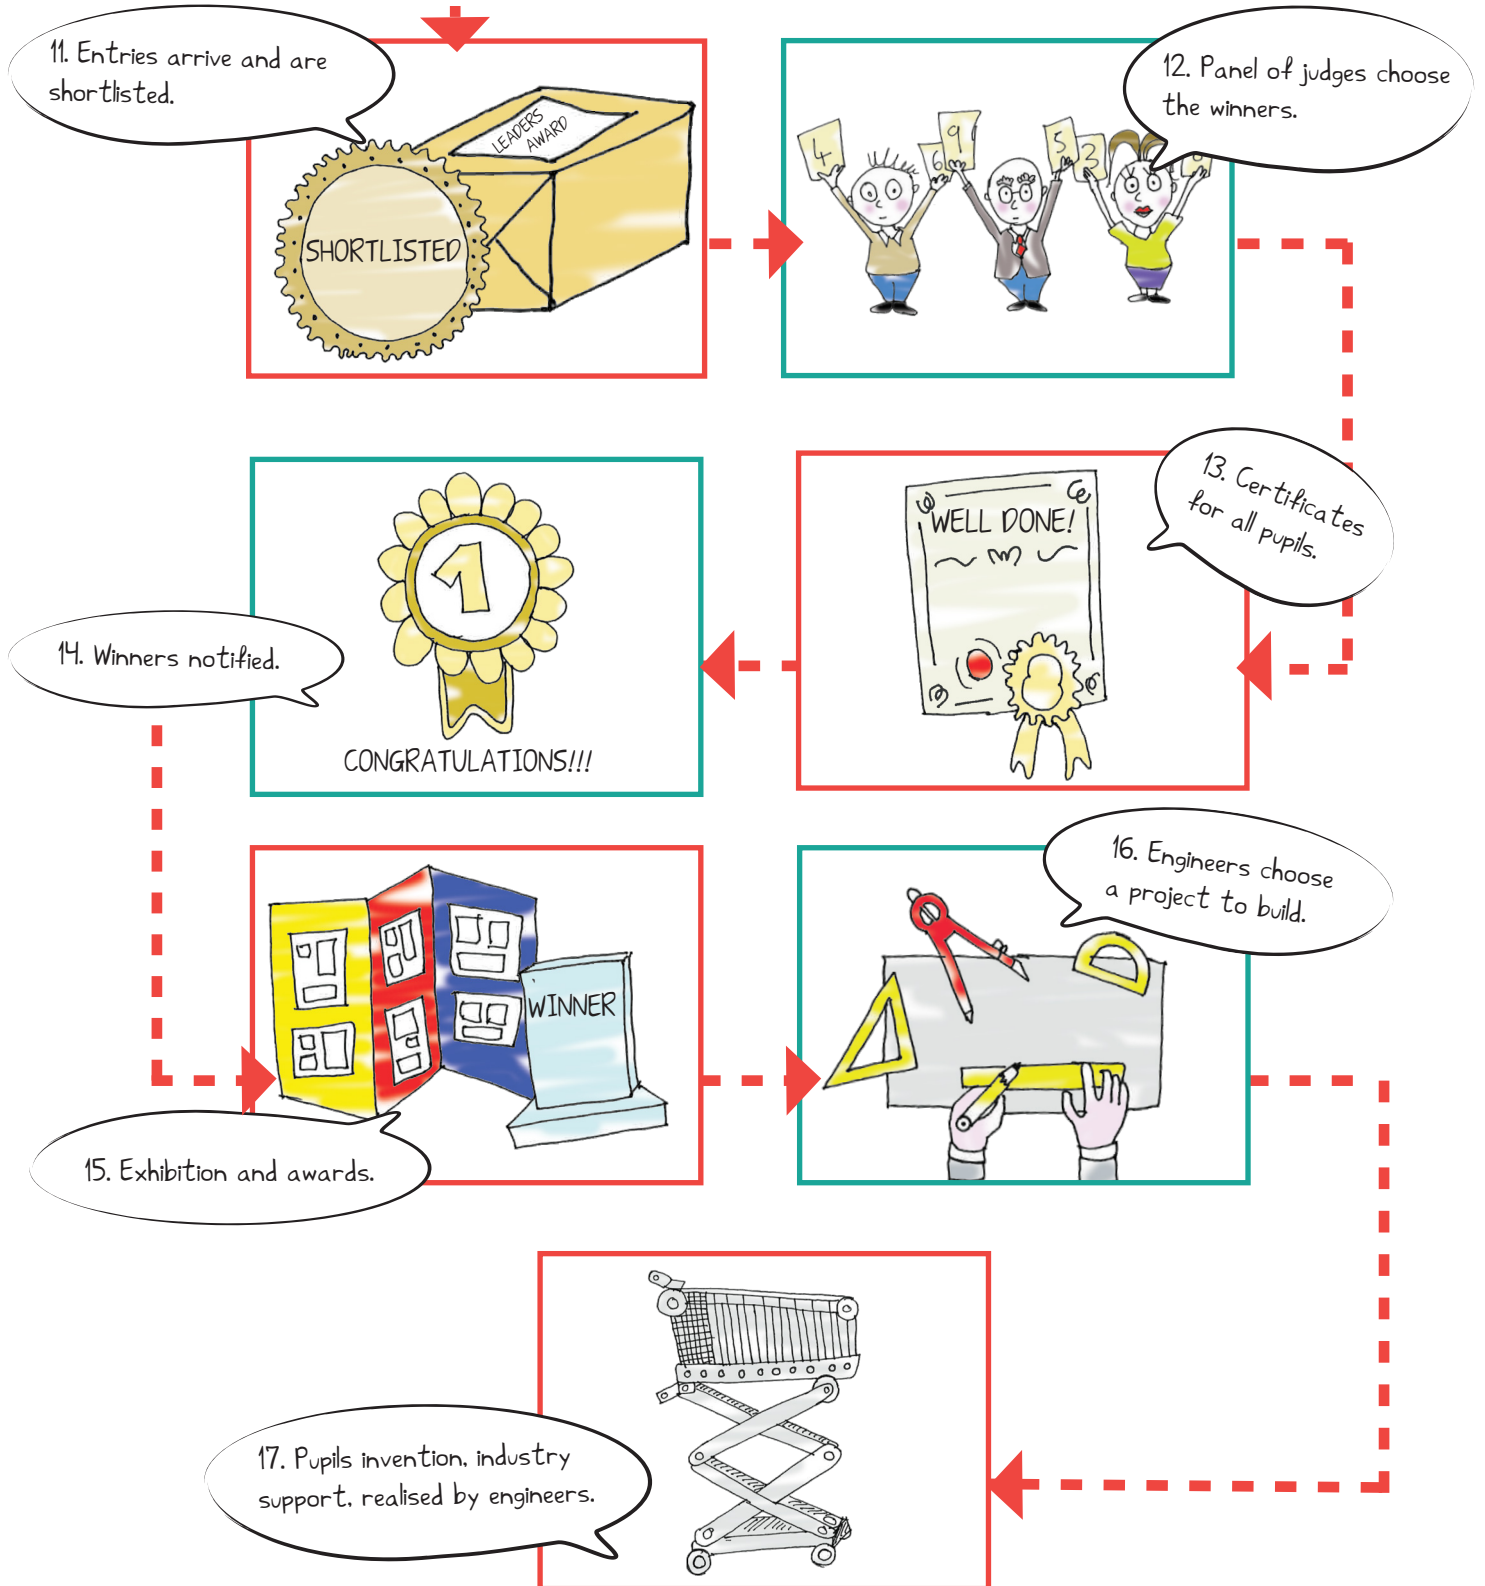 11. Entries arrive and are
shortlisted.
LEADERS
AWARD
SHORTLISTED
12. Panel of judges choose
the winners.
4
6
9
5
3
13. Certificates
for all pupils.
WELL DONE!
14. Winners notified.
1
CONGRATULATIONS!!!
15. Exhibition and awards.
WINNER
16. Engineers choose
a project to build.
17. Pupils invention, industry
support, realised by engineers.